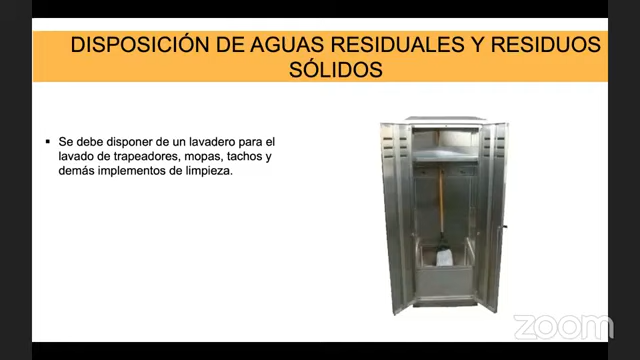 DISPOSICIÓN DE AGUAS RESIDUALES Y RESIDUOS
SÓLIDOS
▪ Se debe disponer de un lavadero para el
lavado de trapeadores, mopas, tachos y
demás implementos de limpieza.
zoom